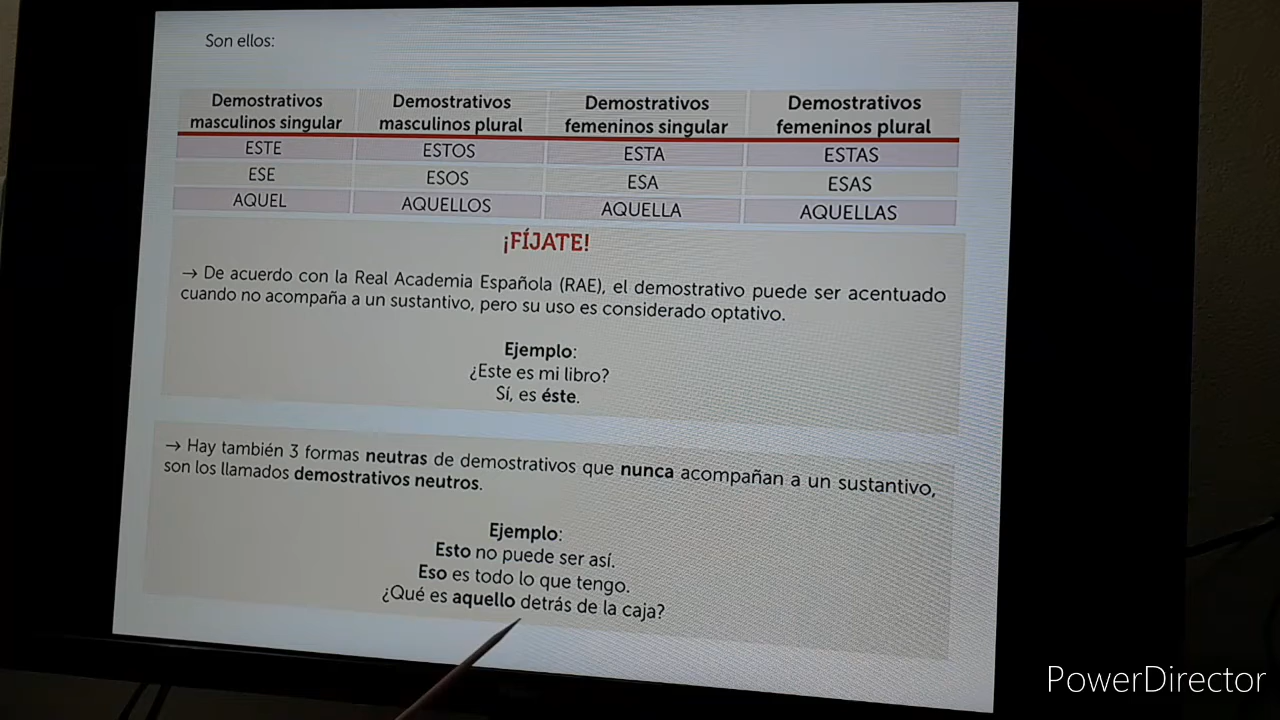 Son ellos:
Demostrativos masculinos singular
Demostrativos masculinos plural
Demostrativos femeninos singular
Demostrativos femeninos plural
ESTE ESTOS ESTA ESTAS
ESE ESOS ESA ESAS
AQUEL AQUELLOS AQUELLA AQUELLAS
¡FÍJATE!
→ De acuerdo con la Real Academia Española (RAE), el demostrativo puede ser acentuado
cuando no acompaña a un sustantivo, pero su uso es considerado optativo.
Ejemplo:
¿Este es mi libro?
Sí, es éste.
→ Hay también 3 formas neutras de demostrativos que nunca acompañan a un sustantivo,
son los llamados demostrativos neutros.
Ejemplo:
Esto no puede ser así.
Eso es todo lo que tengo.
¿Qué es aquello detrás de la caja?
PowerDirector